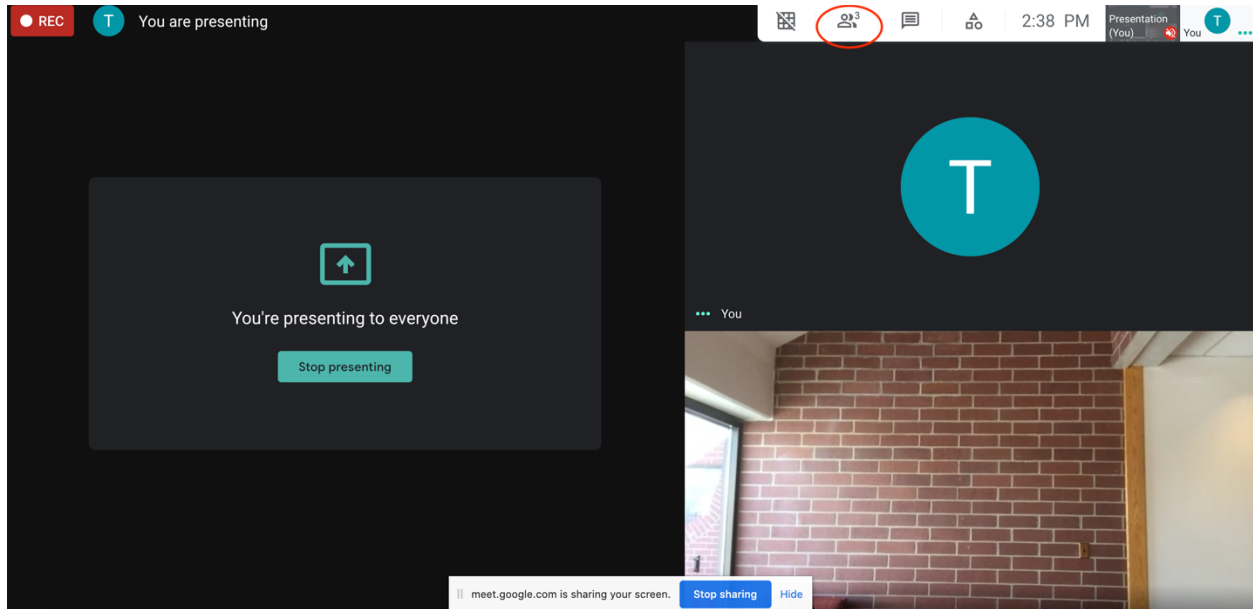 REC
T
You are presenting
3
2:38 PM
Presentation
(You)
You
T
T
You
You're presenting to everyone
Stop presenting
meet.google.com is sharing your screen.
Stop sharing
Hide